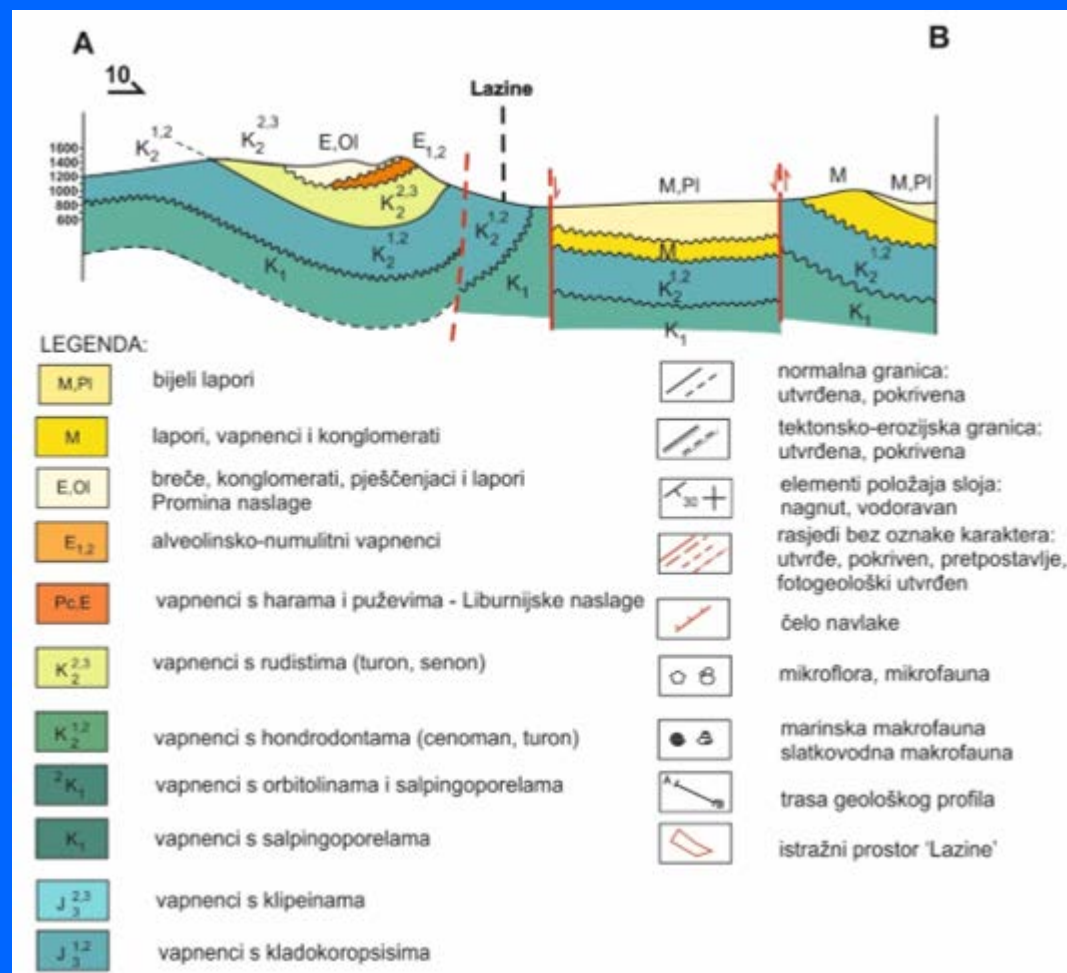 A
B
10
Lazine
K₂^1,2
K₂^2,3
E,Ol
E₁,₂
1600
1400
1200
1000
800
600
M,Pl
M
M,Pl
K₂^2,3
K₂^1,2
K₂^1,2
K₁
K₁
M
K₂^1,2
K₁
K₂^1,2
K₁
LEGENDA:
M,Pl bijeli lapori
M lapori, vapnenci i konglomerati
E,Ol breče, konglomerati, pješčenjaci i lapori
Promina naslage
E₁,₂ alveolinsko-numulitni vapnenci
Pc,E vapnenci s harama i puževima - Liburnijske naslage
K₂^2,3 vapnenci s rudistima (turon, senon)
K₂^1,2 vapnenci s hondrodontama (cenoman, turon)
²K₁ vapnenci s orbitolinama i salpingoporelama
K₁ vapnenci s salpingoporelama
J₃^2,3 vapnenci s klipeinama
J₃^1,2 vapnenci s kladokoropsisima
normalna granica:
utvrđena, pokrivena
tektonsko-erozijska granica:
utvrđena, pokrivena
30
elementi položaja sloja:
nagnut, vodoravan
rasjedi bez oznake karaktera:
utvrđe, pokriven, pretpostavlje,
fotogeološki utvrđen
čelo navlake
mikroflora, mikrofauna
marinska makrofauna
slatkovodna makrofauna
A
B
trasa geološkog profila
istražni prostor 'Lazine'